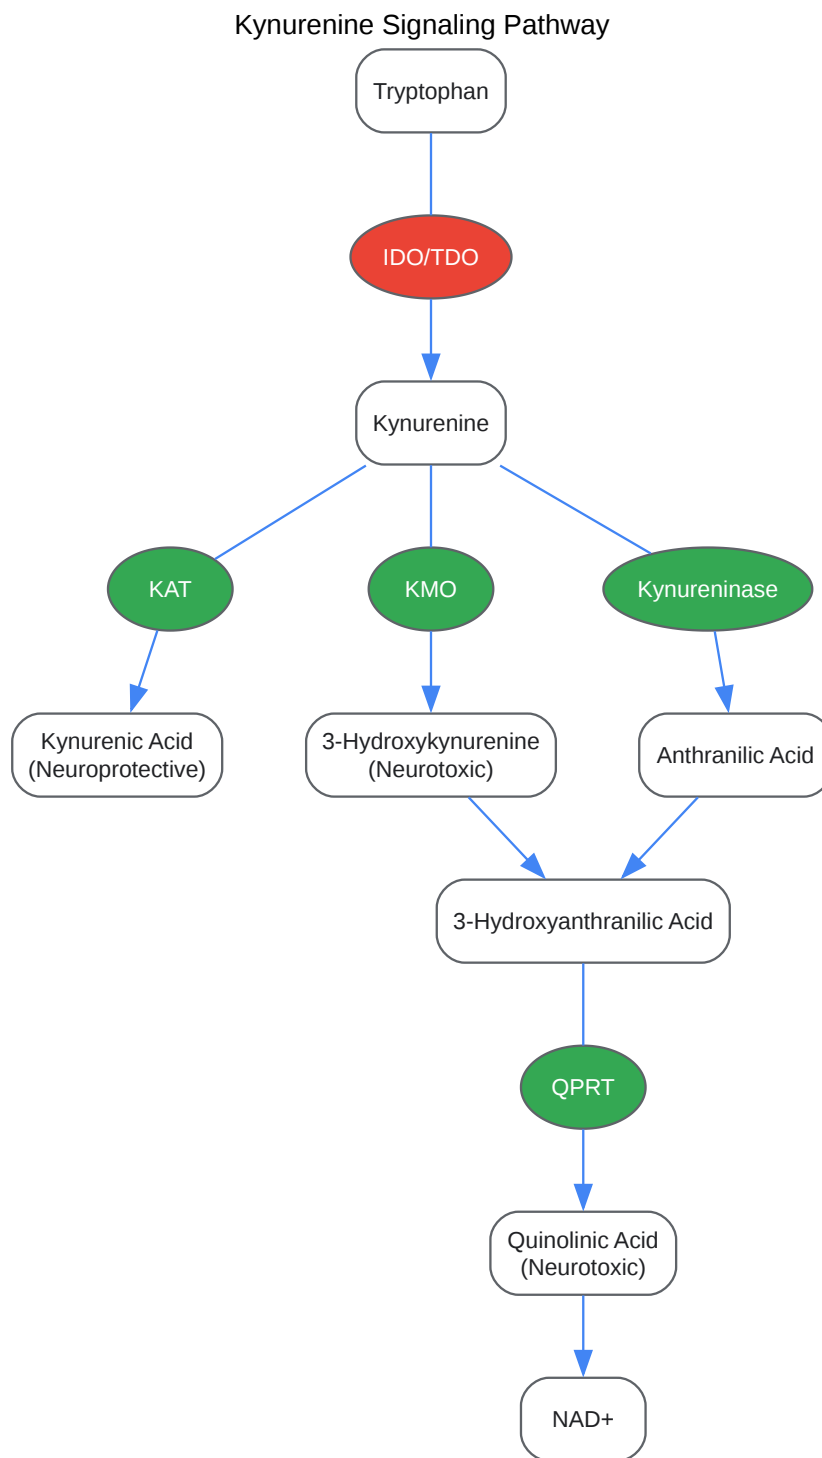 Kynurenine Signaling Pathway
Tryptophan
IDO/TDO
Kynurenine
KAT
KMO
Kynureninase
Kynurenic Acid
(Neuroprotective)
3-Hydroxykynurenine
(Neurotoxic)
Anthranilic Acid
3-Hydroxyanthranilic Acid
QPRT
Quinolinic Acid
(Neurotoxic)
NAD+